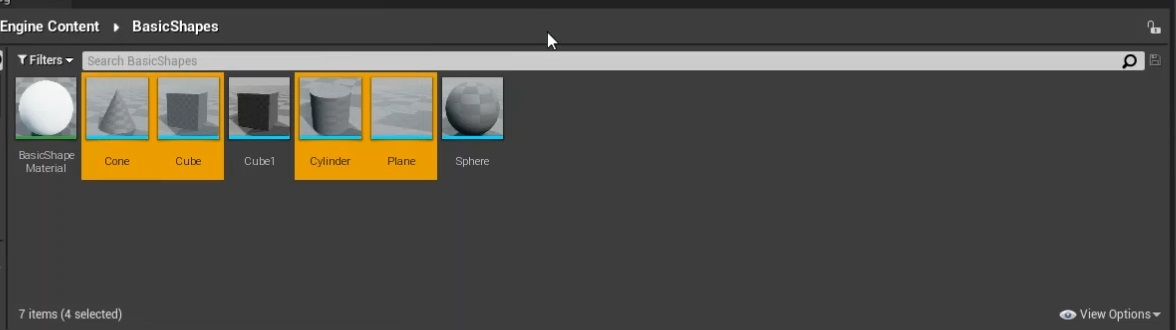 Engine Content ▸ BasicShapes
Filters
Search BasicShapes
BasicShape
Material
Cone
Cube
Cube1
Cylinder
Plane
Sphere
7 items (4 selected)
View Options